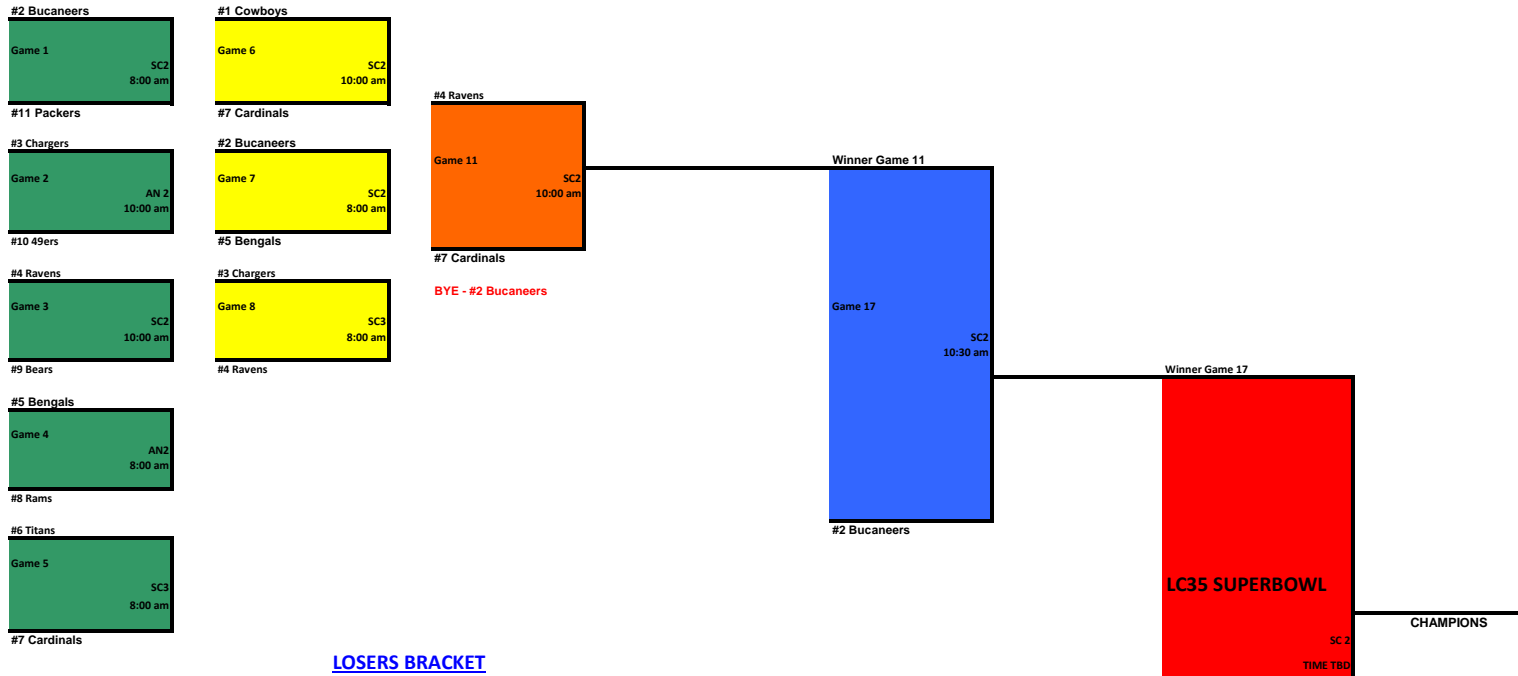 #2 Bucaneers
Game 1
SC2
8:00 am
#11 Packers
#3 Chargers
Game 2
AN 2
10:00 am
#10 49ers
#4 Ravens
Game 3
SC2
10:00 am
#9 Bears
#5 Bengals
Game 4
AN2
8:00 am
#8 Rams
#6 Titans
Game 5
SC3
8:00 am
#7 Cardinals
#1 Cowboys
Game 6
SC2
10:00 am
#7 Cardinals
#2 Bucaneers
Game 7
SC2
8:00 am
#5 Bengals
#3 Chargers
Game 8
SC3
8:00 am
#4 Ravens
#4 Ravens
Game 11
SC2
10:00 am
#7 Cardinals
BYE - #2 Bucaneers
Winner Game 11
Game 17
SC2
10:30 am
#2 Bucaneers
Winner Game 17
LC35 SUPERBOWL
SC 2
TIME TBD
CHAMPIONS
LOSERS BRACKET